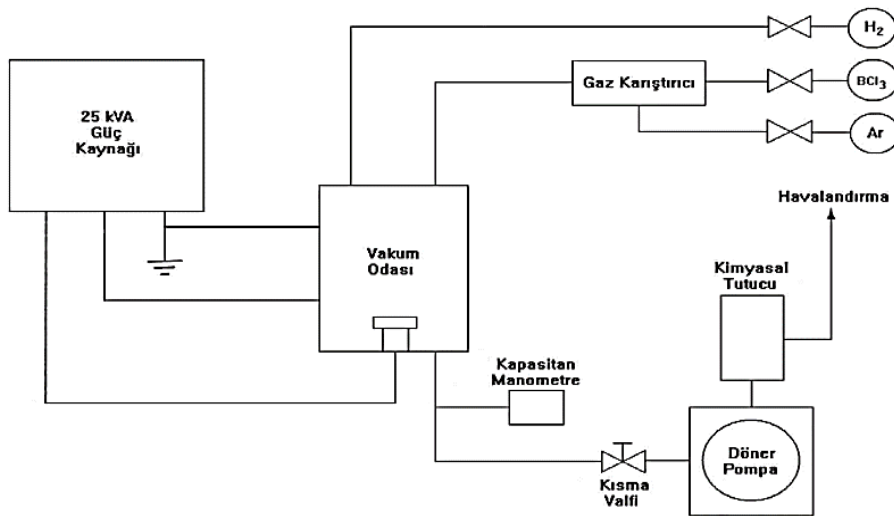 H2
25 kVA
Güç
Kaynağı
Gaz Karıştırıcı
BCl3
Ar
Havalandırma
Vakum
Odası
Kimyasal
Tutucu
Kapasitan
Manometre
Döner
Pompa
Kısma
Valfi